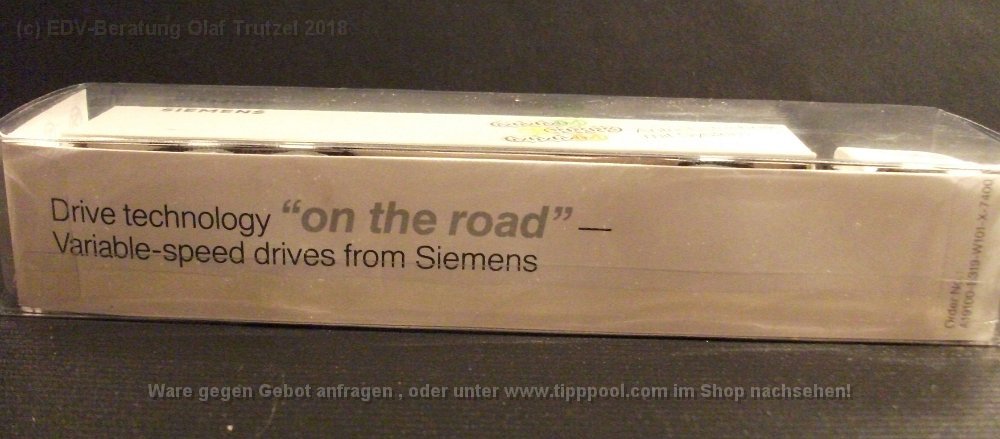 (c) EDV-Beratung Olaf Trutzel 2018
SIEMENS
Drive technology “on the road” —
Variable-speed drives from Siemens
Order No.
Ware gegen Gebot anfragen , oder unter www.tipppool.com im Shop nachsehen!